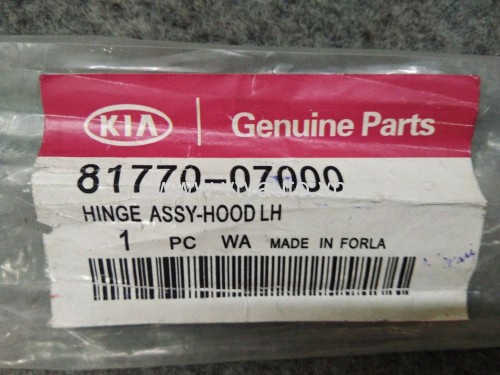 KIA Genuine Parts
81770-07000
HINGE ASSY-HOOD LH
1 PC WA MADE IN FORLA